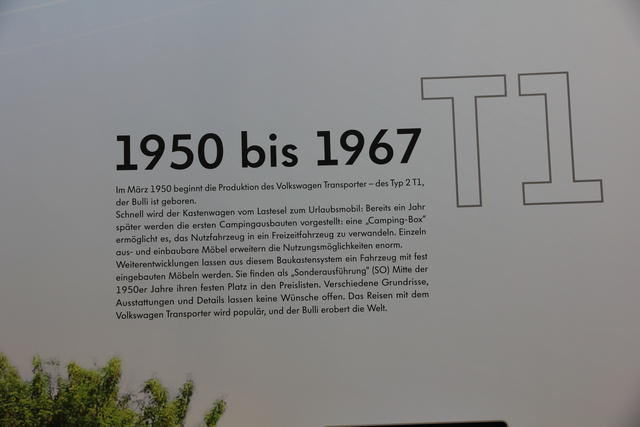 T1
1950 bis 1967
Im März 1950 beginnt die Produktion des Volkswagen Transporter – des Typ 2 T1,
der Bulli ist geboren.
Schnell wird der Kastenwagen vom Lastesel zum Urlaubsmobil: Bereits ein Jahr
später werden die ersten Campingausbauten vorgestellt: eine „Camping-Box“
ermöglicht es, das Nutzfahrzeug in ein Freizeitfahrzeug zu verwandeln. Einzeln
aus- und einbaubare Möbel erweitern die Nutzungsmöglichkeiten enorm.
Weiterentwicklungen lassen aus diesem Baukastensystem ein Fahrzeug mit fest
eingebauten Möbeln werden. Sie finden als „Sonderausführung“ (SO) Mitte der
1950er Jahre ihren festen Platz in den Preislisten. Verschiedene Grundrisse,
Ausstattungen und Details lassen keine Wünsche offen. Das Reisen mit dem
Volkswagen Transporter wird populär, und der Bulli erobert die Welt.